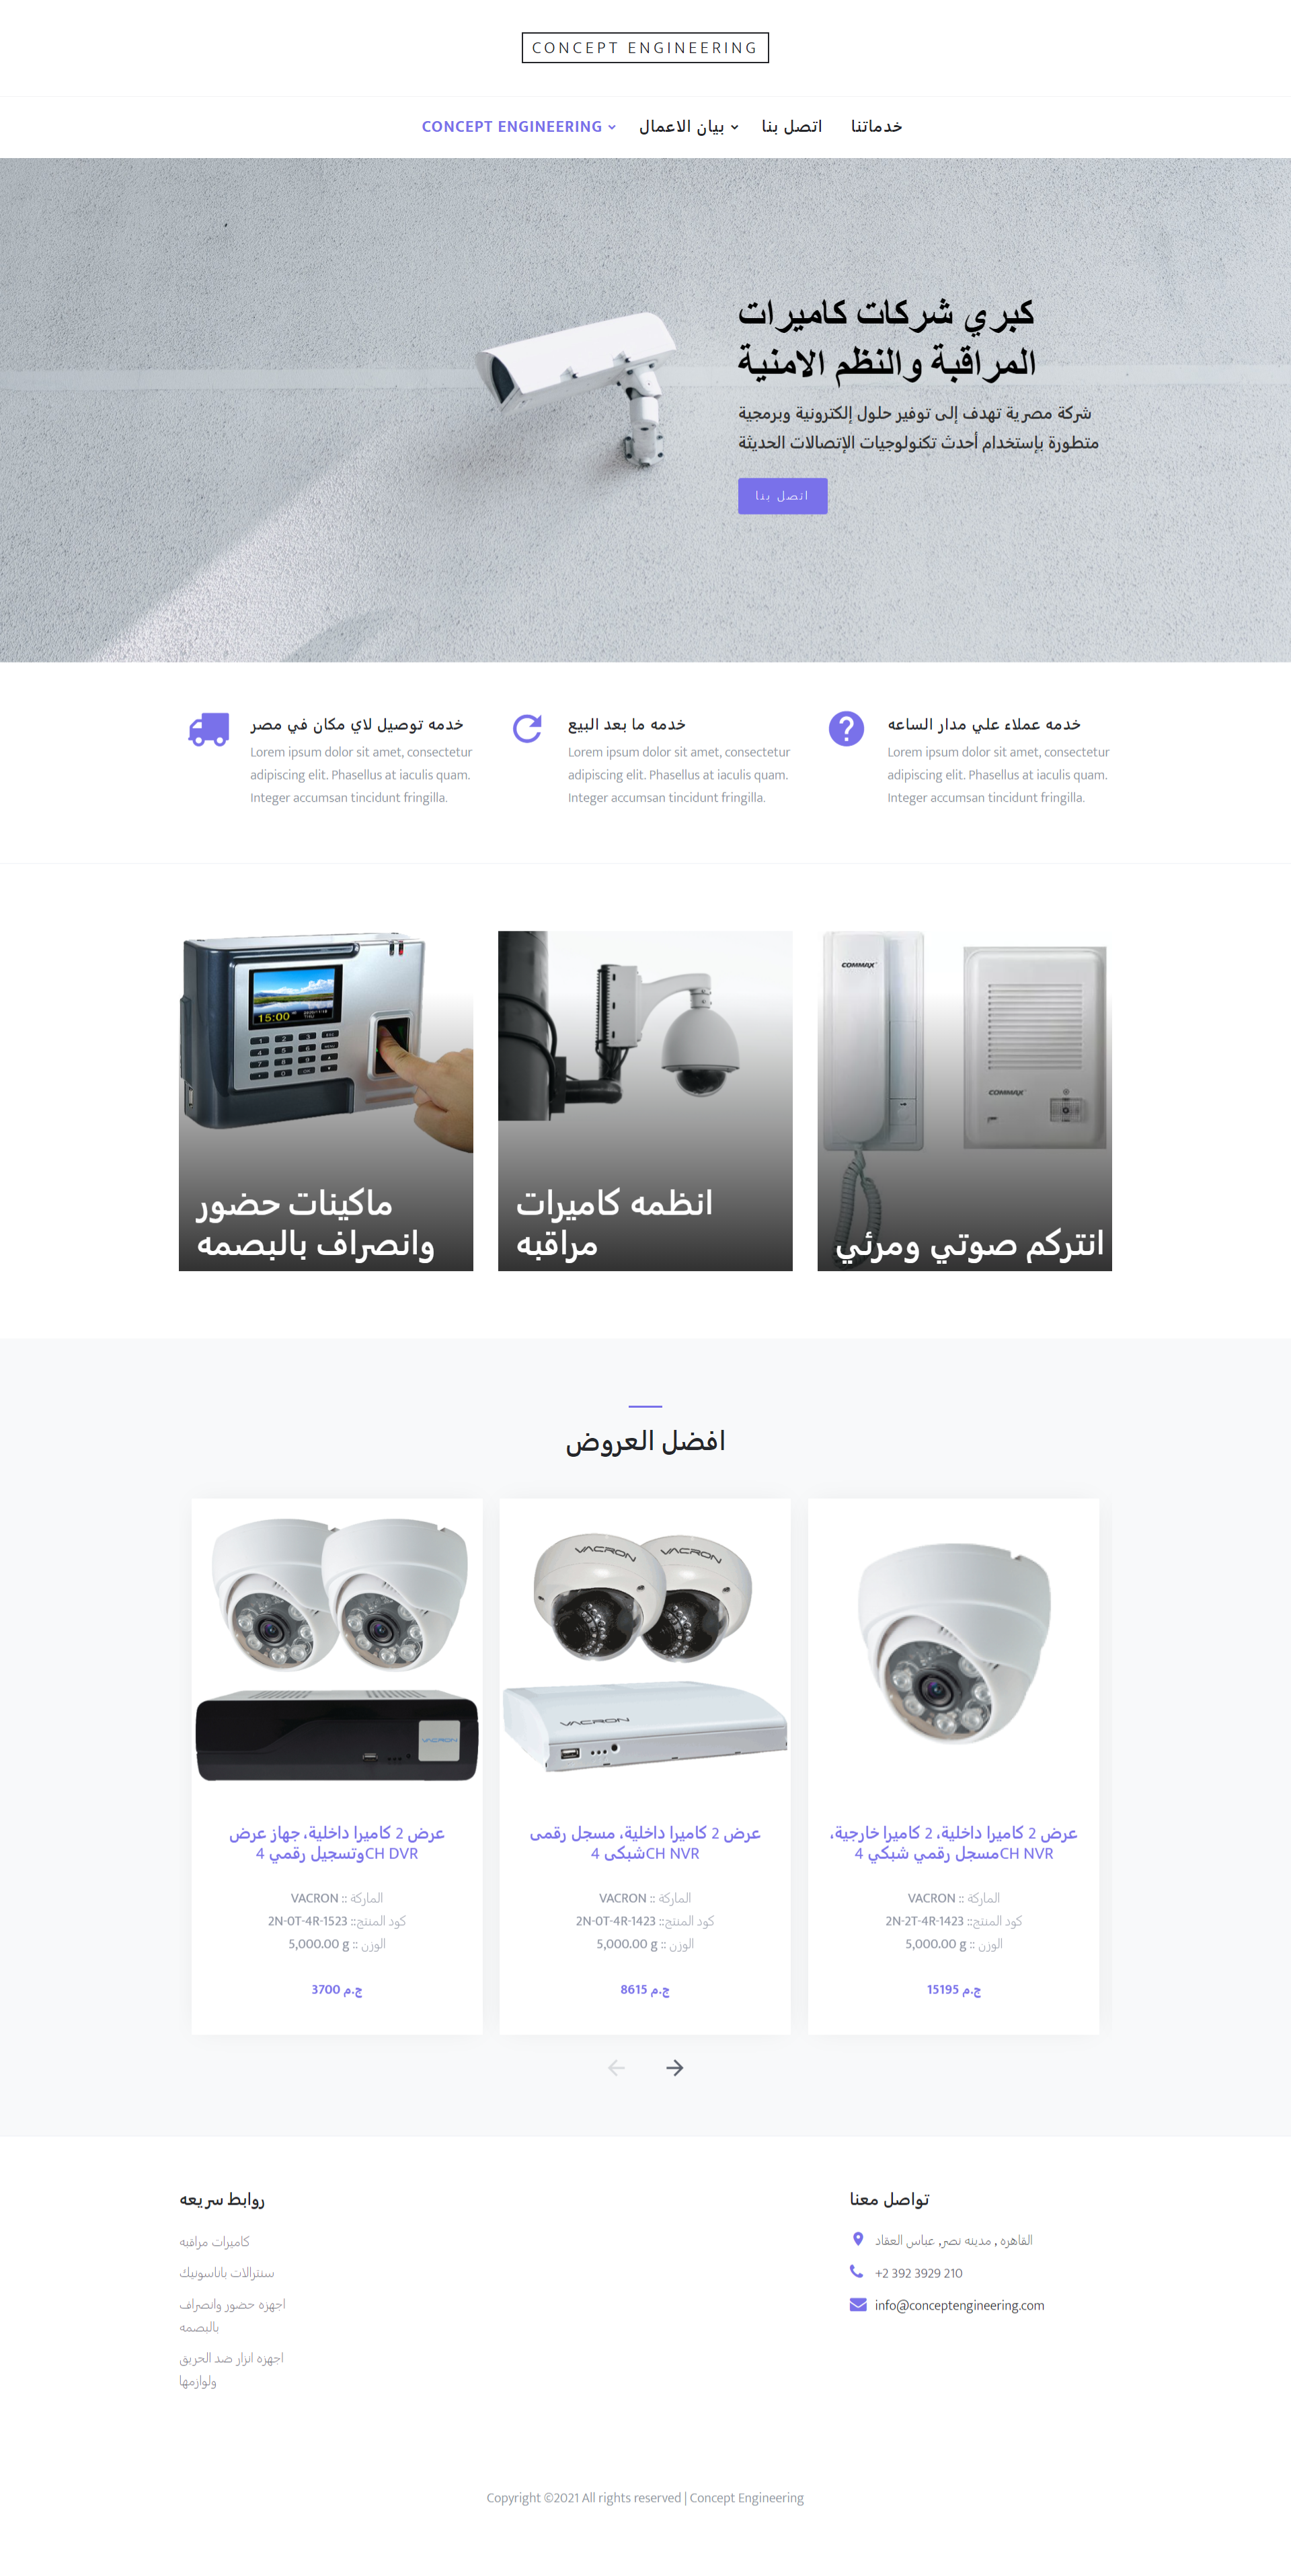 CONCEPT ENGINEERING
CONCEPT ENGINEERING
بيان الاعمال
اتصل بنا
خدماتنا
كبري شركات كاميرات
المراقبة والنظم الامنية
شركة مصرية تهدف إلى توفير حلول إلكترونية وبرمجية
متطورة بإستخدام أحدث تكنولوجيات الإتصالات الحديثة
اتصل بنا
خدمه توصيل لاي مكان في مصر
Lorem ipsum dolor sit amet, consectetur
adipiscing elit. Phasellus at iaculis quam.
Integer accumsan tincidunt fringilla.
خدمه ما بعد البيع
Lorem ipsum dolor sit amet, consectetur
adipiscing elit. Phasellus at iaculis quam.
Integer accumsan tincidunt fringilla.
خدمه عملاء علي مدار الساعه
Lorem ipsum dolor sit amet, consectetur
adipiscing elit. Phasellus at iaculis quam.
Integer accumsan tincidunt fringilla.
15:00
ماكينات حضور
وانصراف بالبصمه
انظمه كاميرات
مراقبه
COMMAX
COMMAX
انتركم صوتي ومرئي
افضل العروض
VACRON
عرض 2 كاميرا داخلية، جهاز عرض
وتسجيل رقمي 4CH DVR
الماركة :: VACRON
كود المنتج:: 2N-0T-4R-1523
الوزن :: 5,000.00 g
ج.م 3700
VACRON
VACRON
VACRON
عرض 2 كاميرا داخلية، مسجل رقمى
شبكى 4CH NVR
الماركة :: VACRON
كود المنتج:: 2N-0T-4R-1423
الوزن :: 5,000.00 g
ج.م 8615
عرض 2 كاميرا داخلية، 2 كاميرا خارجية،
مسجل رقمي شبكي 4CH NVR
الماركة :: VACRON
كود المنتج:: 2N-2T-4R-1423
الوزن :: 5,000.00 g
ج.م 15195
روابط سريعه
كاميرات مراقبه
سنترالات باناسونيك
اجهزه حضور وانصراف
بالبصمه
اجهزه انزار ضد الحريق
ولوازمها
تواصل معنا
القاهره , مدينه نصر, عباس العقاد
+2 392 3929 210
info@conceptengineering.com
Copyright ©2021 All rights reserved | Concept Engineering